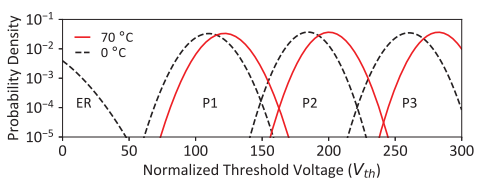 Probability Density
10⁻¹
10⁻²
10⁻³
10⁻⁴
10⁻⁵
70 °C
0 °C
ER
P1
P2
P3
0 50 100 150 200 250 300
Normalized Threshold Voltage (Vₜₕ)